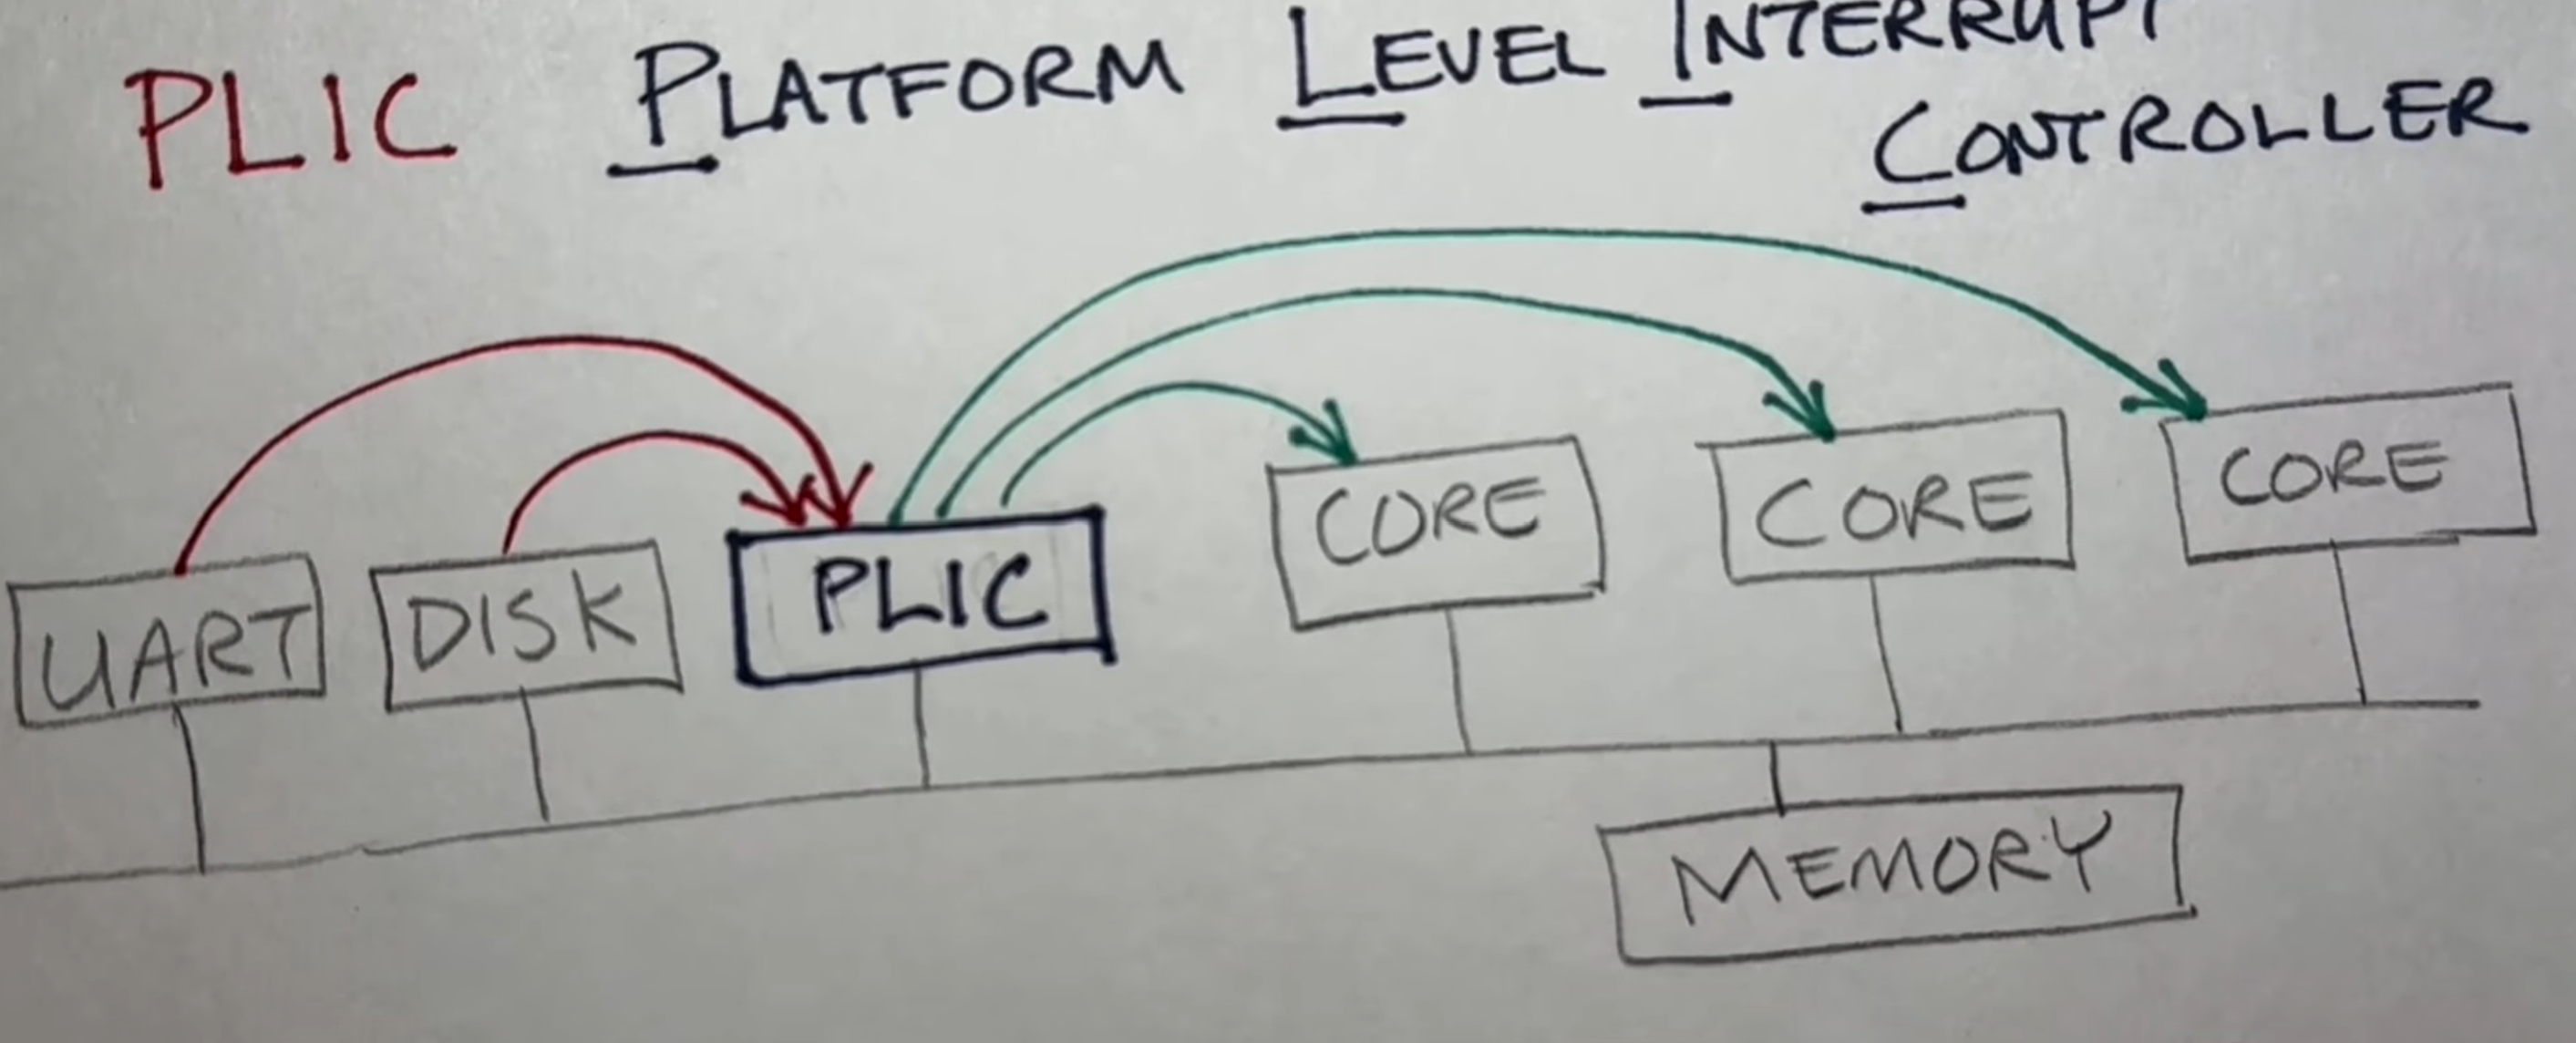 PLIC PLATFORM LEVEL INTERRUPT
CONTROLLER
UART DISK PLIC CORE CORE CORE
MEMORY